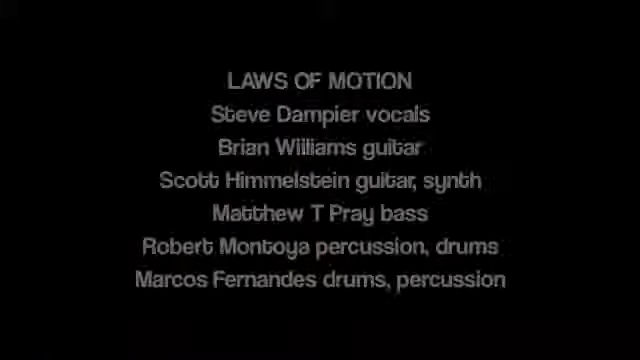 LAWS OF MOTION
Steve Dampier vocals
Brian Williams guitar
Scott Himmelstein guitar, synth
Matthew T Pray bass
Robert Montoya percussion, drums
Marcos Fernandes drums, percussion